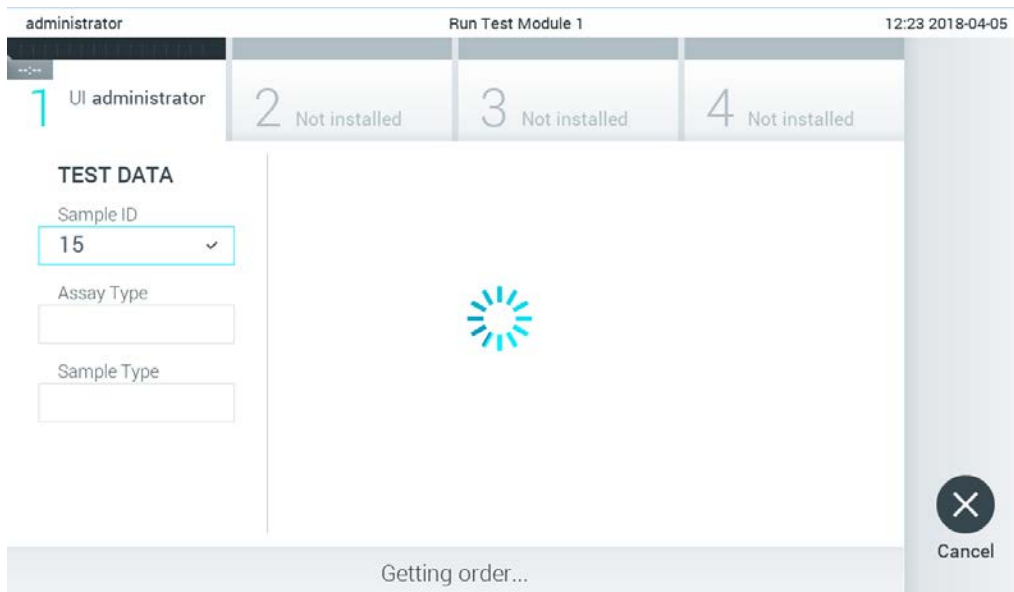 administrator Run Test Module 1 12:23 2018-04-05
--:--
1 UI administrator 2 Not installed 3 Not installed 4 Not installed
TEST DATA
Sample ID
15
Assay Type
Sample Type
Cancel
Getting order...